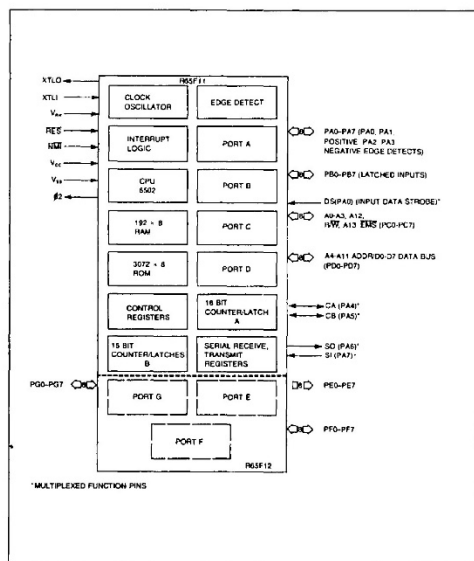 R65F11
XTLO
XTLI
RES
NMI
VCC
VSS
ø2
CLOCK
OSCILLATOR
EDGE DETECT
INTERRUPT
LOGIC
PORT A
CPU
6502
PORT B
192 × 8
RAM
PORT C
3072 × 8
ROM
PORT D
CONTROL
REGISTERS
16 BIT
COUNTER/LATCH
A
16 BIT
COUNTER/LATCHES
B
SERIAL RECEIVE,
TRANSMIT
REGISTERS
PORT G
PORT E
PORT F
R65F12
PA0-PA7 (PA0, PA1
POSITIVE PA2 PA3
NEGATIVE EDGE DETECTS)
PB0-PB7 (LATCHED INPUTS)
DS(PA0) (INPUT DATA STROBE)*
A0-A3, A12,
R/W, A13 EMS (PC0-PC7)
A4-A11 ADDR/D0-D7 DATA BUS
(PD0-PD7)
CA (PA4)*
CB (PA5)*
SO (PA6)*
SI (PA7)*
PG0-PG7
PE0-PE7
PF0-PF7
*MULTIPLEXED FUNCTION PINS